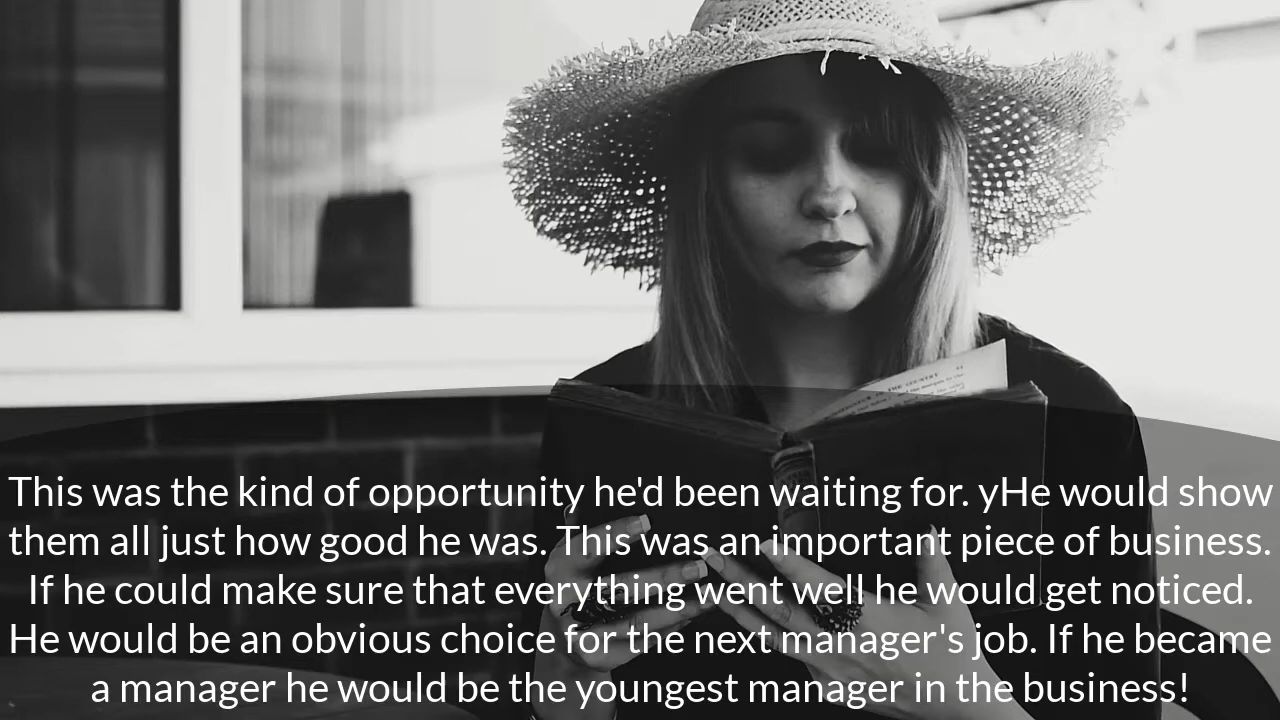 THE COUNTRY
This was the kind of opportunity he'd been waiting for. yHe would show
them all just how good he was. This was an important piece of business.
If he could make sure that everything went well he would get noticed.
He would be an obvious choice for the next manager's job. If he became
a manager he would be the youngest manager in the business!